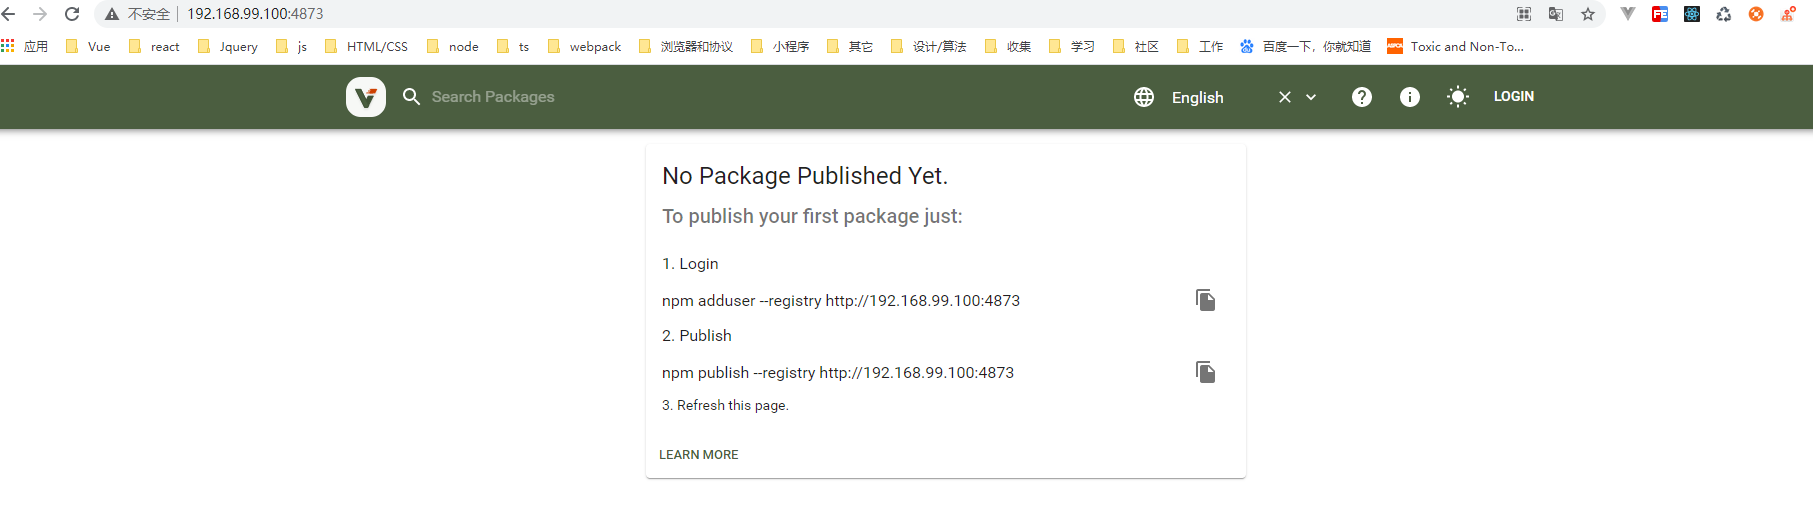 不安全 192.168.99.100:4873
应用 Vue react Jquery js HTML/CSS node ts webpack 浏览器和协议 小程序 其它 设计/算法 收集 学习 社区 工作 百度一下，你就知道 Toxic and Non-To...
Search Packages English LOGIN
No Package Published Yet.
To publish your first package just:
1. Login
npm adduser --registry http://192.168.99.100:4873
2. Publish
npm publish --registry http://192.168.99.100:4873
3. Refresh this page.
LEARN MORE